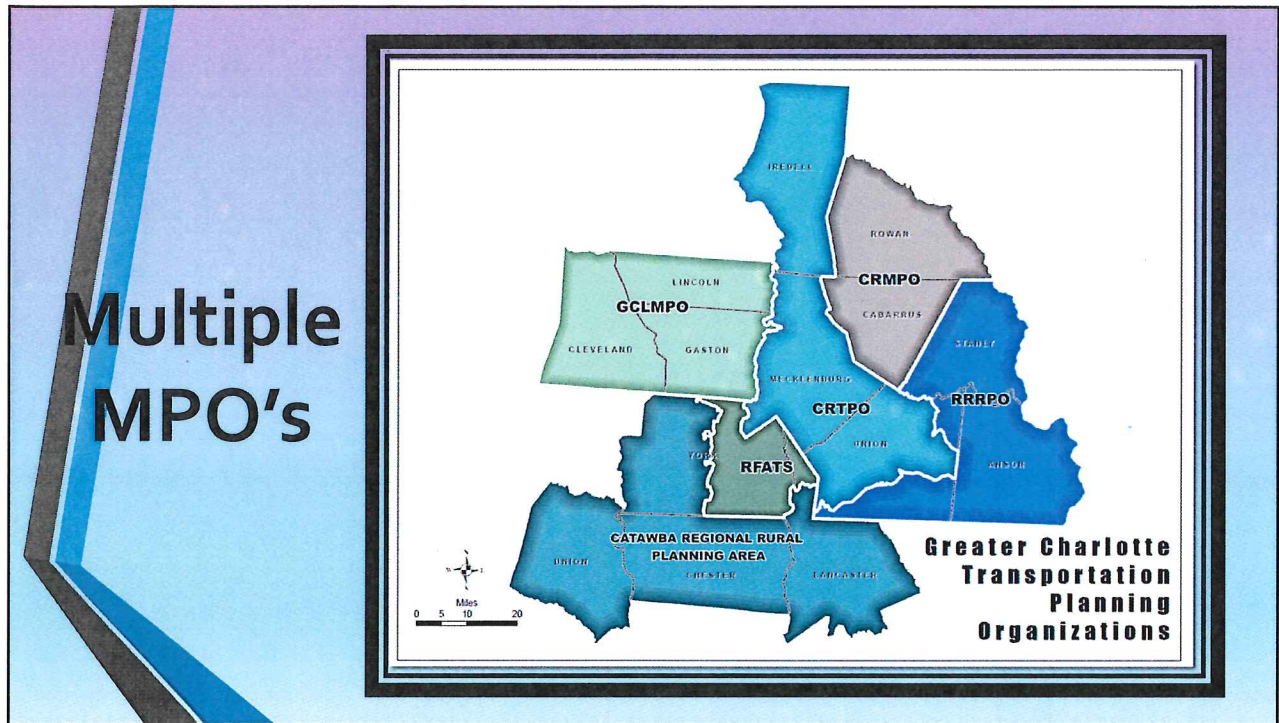 Multiple
MPO's
IREDELL
ROWAN
CRMPO
CABARRUS
LINCOLN
GCLMPO
CLEVELAND
GASTON
STANLY
MECKLENBURG
CRTPO
RRRPO
UNION
ANSON
YORK
RFATS
CATAWBA REGIONAL RURAL
PLANNING AREA
UNION
CHESTER
LANCASTER
Miles
0 5 10 20
Greater Charlotte
Transportation
Planning
Organizations